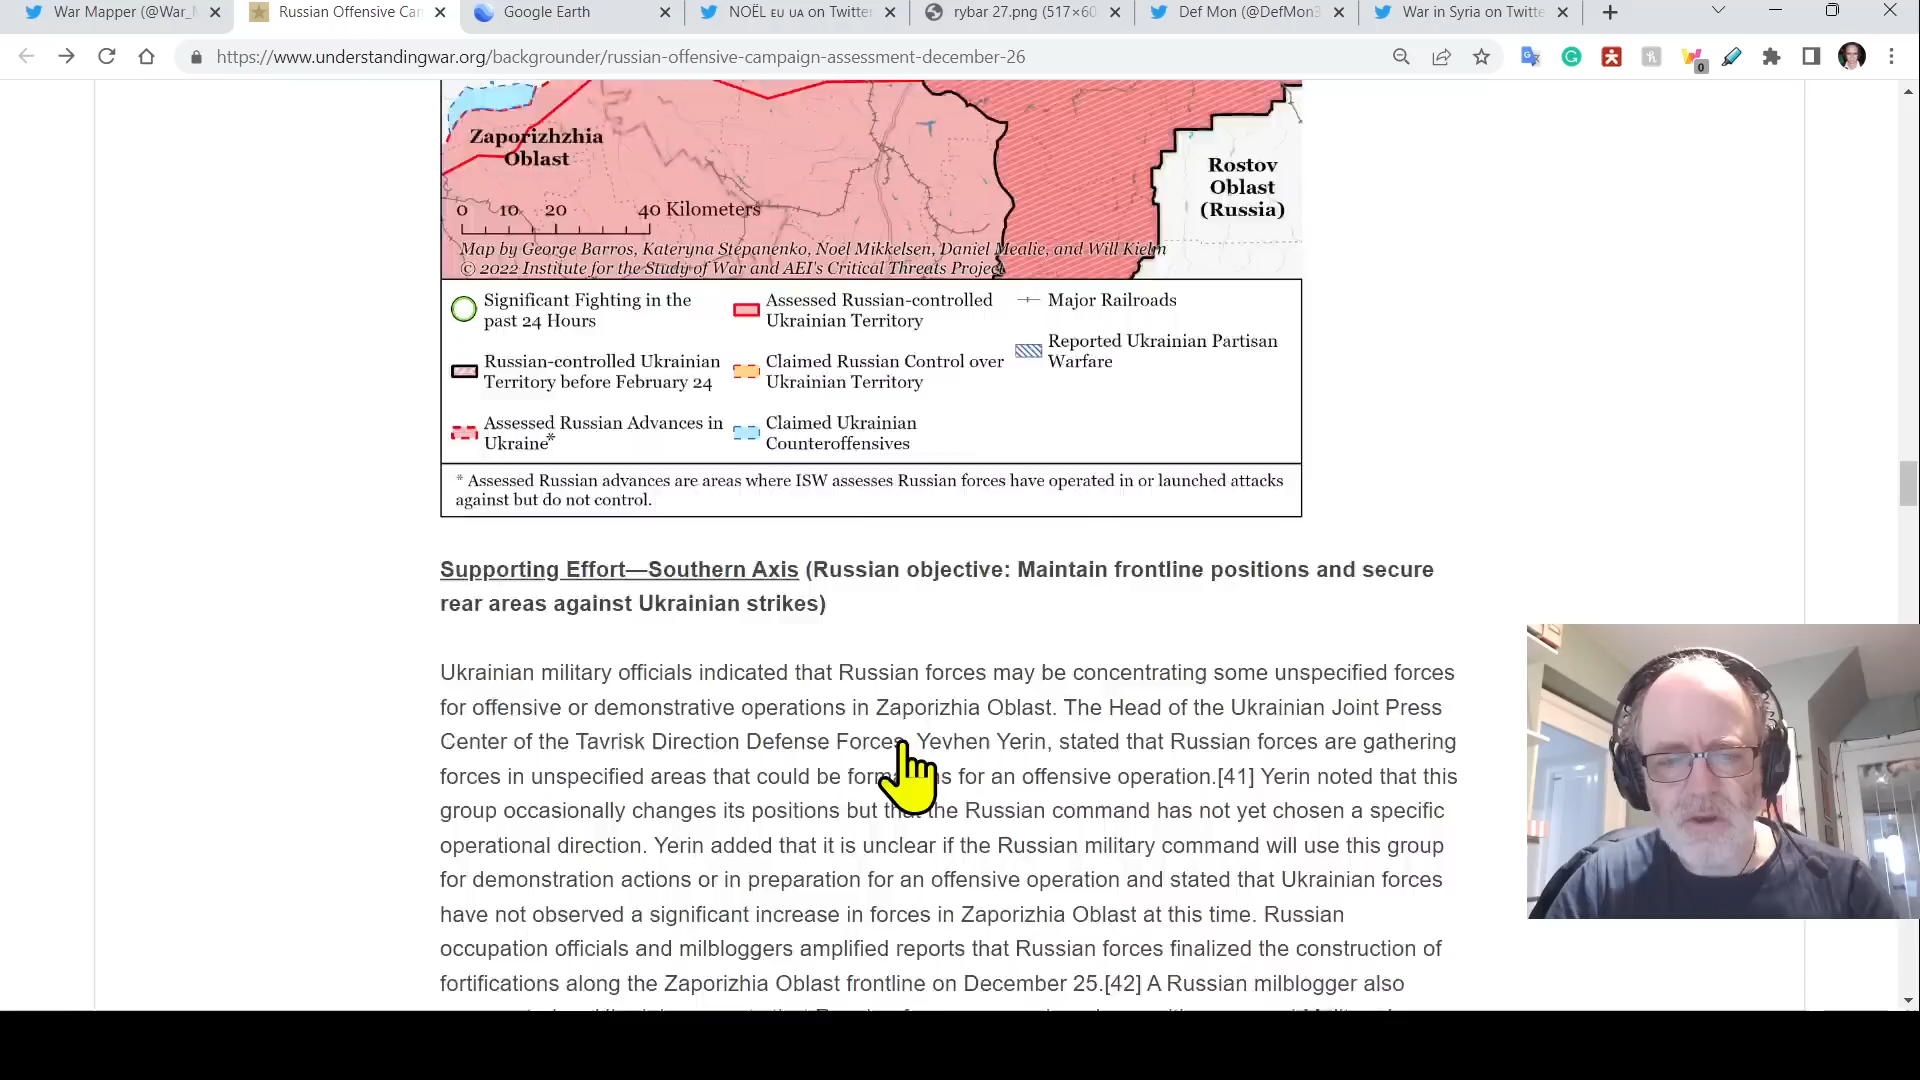 War Mapper (@War_M
Russian Offensive Can
Google Earth
NOËL EU UA on Twitter
rybar 27.png (517×60
Def Mon (@DefMon3
War in Syria on Twitte
https://www.understandingwar.org/backgrounder/russian-offensive-campaign-assessment-december-26
0
Zaporizhzhia
Oblast
Rostov
Oblast
(Russia)
0 10 20 40 Kilometers
Map by George Barros, Kateryna Stepanenko, Noel Mikkelsen, Daniel Mealie, and Will Kielm
© 2022 Institute for the Study of War and AEI's Critical Threats Project
Significant Fighting in the
past 24 Hours
Russian-controlled Ukrainian
Territory before February 24
Assessed Russian Advances in
Ukraine*
Assessed Russian-controlled
Ukrainian Territory
Claimed Russian Control over
Ukrainian Territory
Claimed Ukrainian
Counteroffensives
Major Railroads
Reported Ukrainian Partisan
Warfare
* Assessed Russian advances are areas where ISW assesses Russian forces have operated in or launched attacks
against but do not control.
Supporting Effort—Southern Axis (Russian objective: Maintain frontline positions and secure
rear areas against Ukrainian strikes)
Ukrainian military officials indicated that Russian forces may be concentrating some unspecified forces
for offensive or demonstrative operations in Zaporizhia Oblast. The Head of the Ukrainian Joint Press
Center of the Tavrisk Direction Defense Forces, Yevhen Yerin, stated that Russian forces are gathering
forces in unspecified areas that could be for an offensive operation.[41] Yerin noted that this
group occasionally changes its positions but the Russian command has not yet chosen a specific
operational direction. Yerin added that it is unclear if the Russian military command will use this group
for demonstration actions or in preparation for an offensive operation and stated that Ukrainian forces
have not observed a significant increase in forces in Zaporizhia Oblast at this time. Russian
occupation officials and milbloggers amplified reports that Russian forces finalized the construction of
fortifications along the Zaporizhia Oblast frontline on December 25.[42] A Russian milblogger also